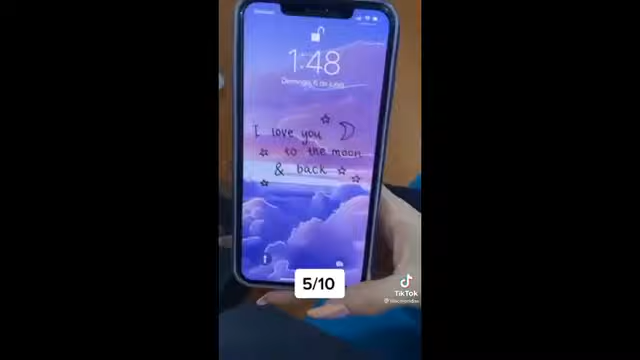 1:48
Domingo, 6 de junio
I love you
to the moon
& back
5/10
TikTok